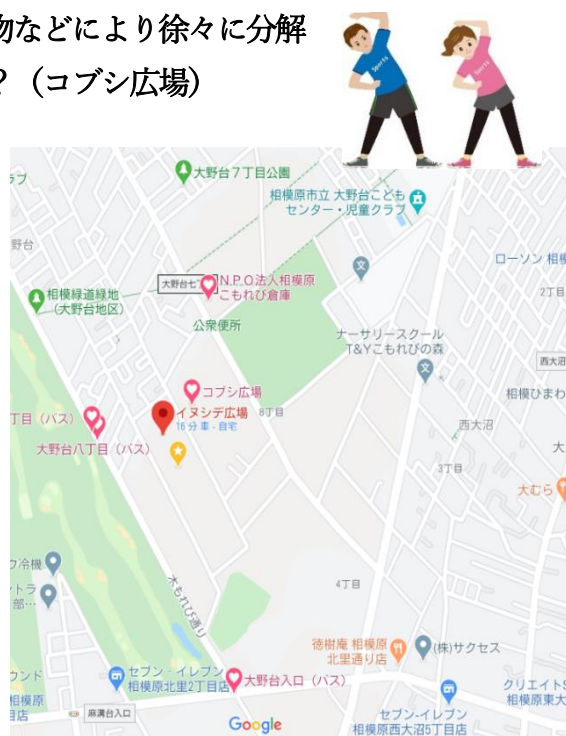 物などにより徐々に分解
？（コブシ広場）
Sports
Sports
大野台7丁目公園
相模原市立 大野台こども
センター・児童クラブ
ラブ
野台
ローソン 相模
相模緑道緑地
（大野台地区）
大野台七
N.P.O法人相模原
こもれび倉庫
2丁目
公衆便所
ナーサリースクール
T&Yこもれびの森
西大沼
コブシ広場
イヌシデ広場
8丁目
16 分 車 - 自宅
相模ひまわ
丁目（バス）
大野台八丁目（バス）
西大沼
大
3丁目
大むら
ウ冷機
トラ
部…
木もれび通り
4丁目
徳樹庵 相模原
北里通り店
(株)サクセス
ウンド
セブン‐イレブン
相模原北里2丁目店
大野台入口（バス）
相模原
目店
麻溝台入口
Google
セブン-イレブン
相模原西大沼5丁目店
クリエイトS
相模原東大